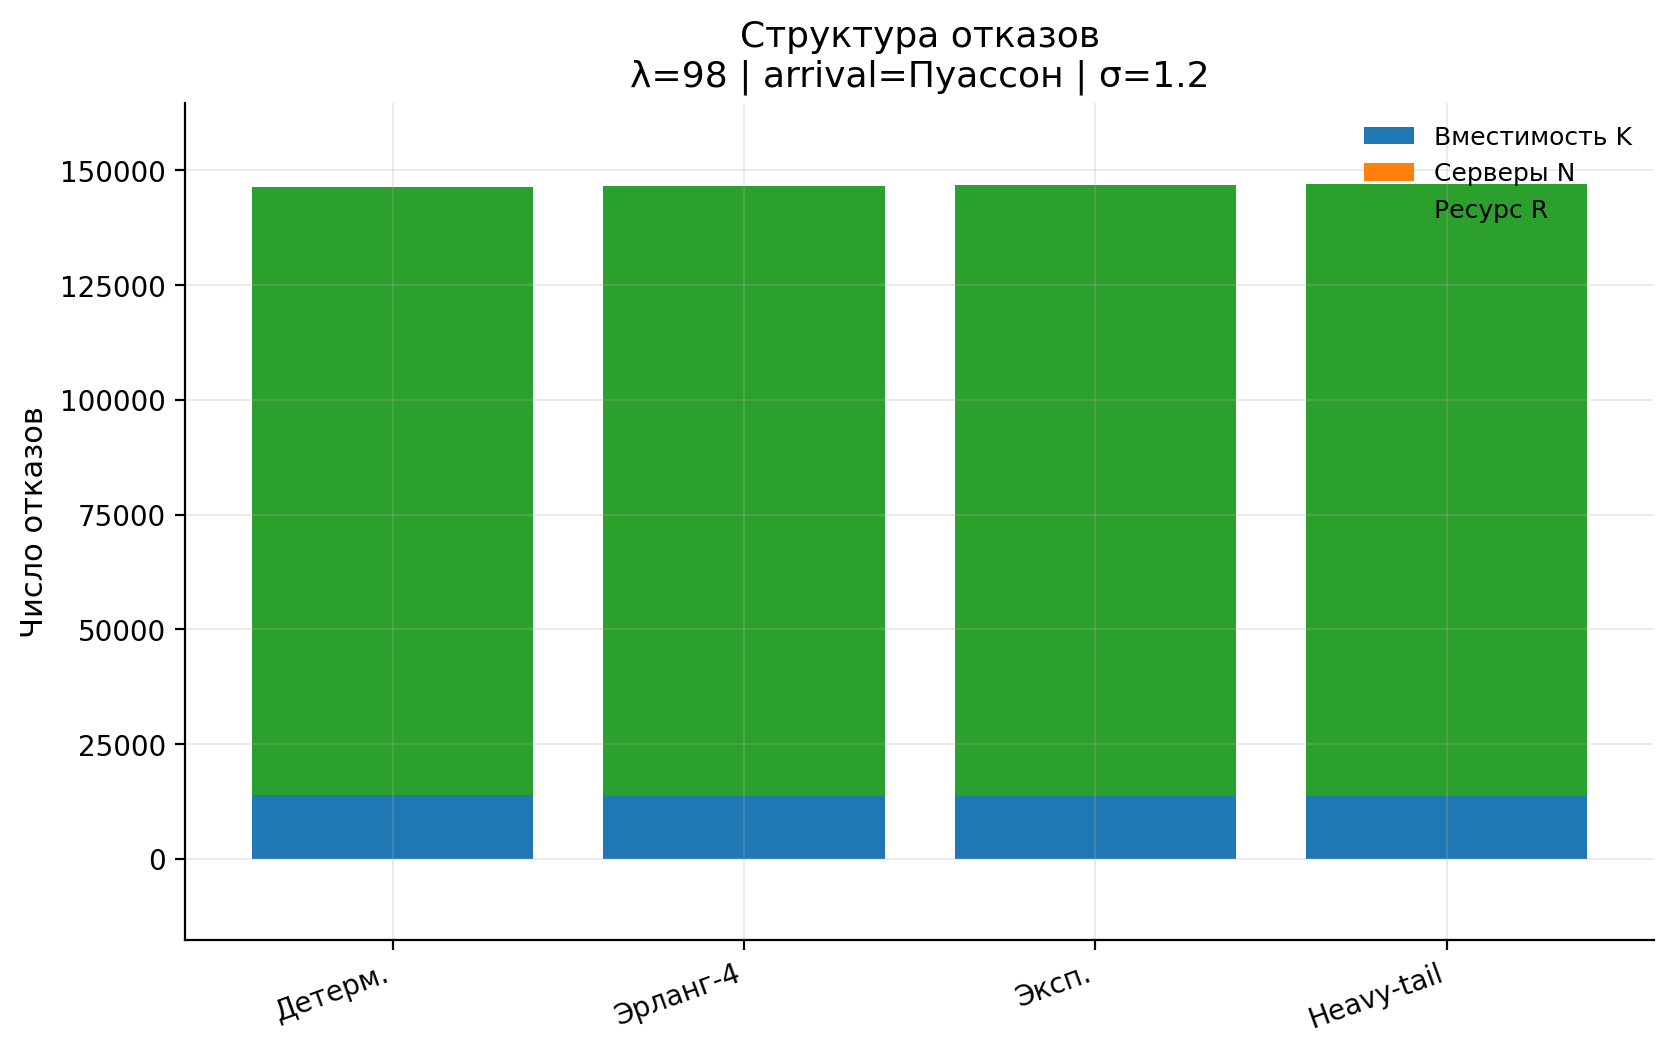 Структура отказов
λ=98 | arrival=Пуассон | σ=1.2
Вместимость K
Серверы N
Ресурс R
Число отказов
150000
125000
100000
75000
50000
25000
0
Детерм.
Эрланг-4
Эксп.
Heavy-tail